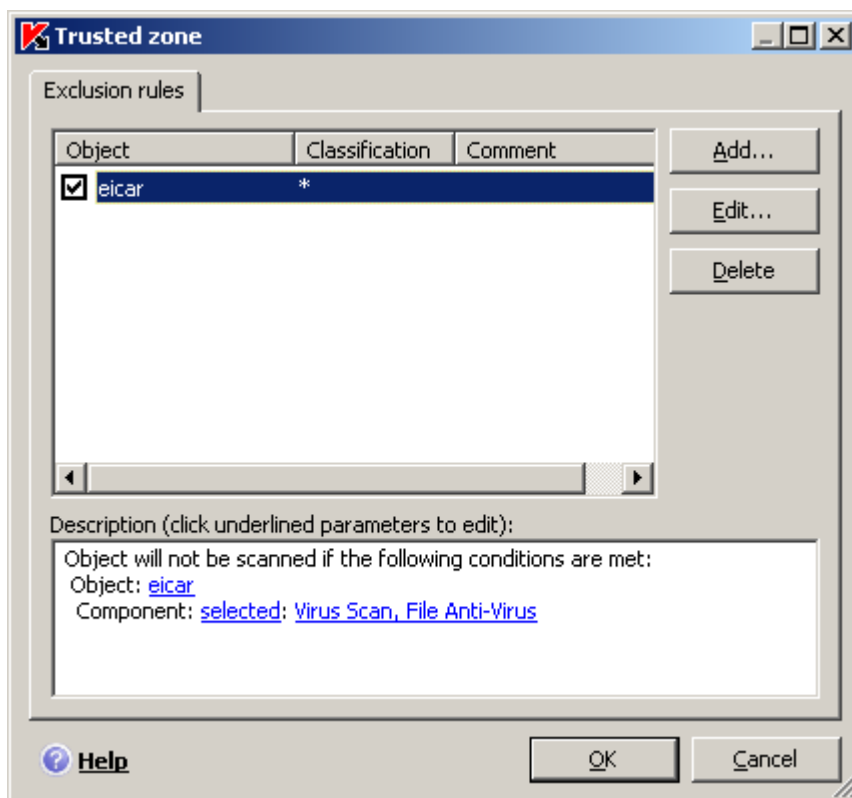 Trusted zone
Exclusion rules
Object Classification Comment
eicar *
Add...
Edit...
Delete
Description (click underlined parameters to edit):
Object will not be scanned if the following conditions are met:
Object: eicar
Component: selected: Virus Scan, File Anti-Virus
Help
OK
Cancel